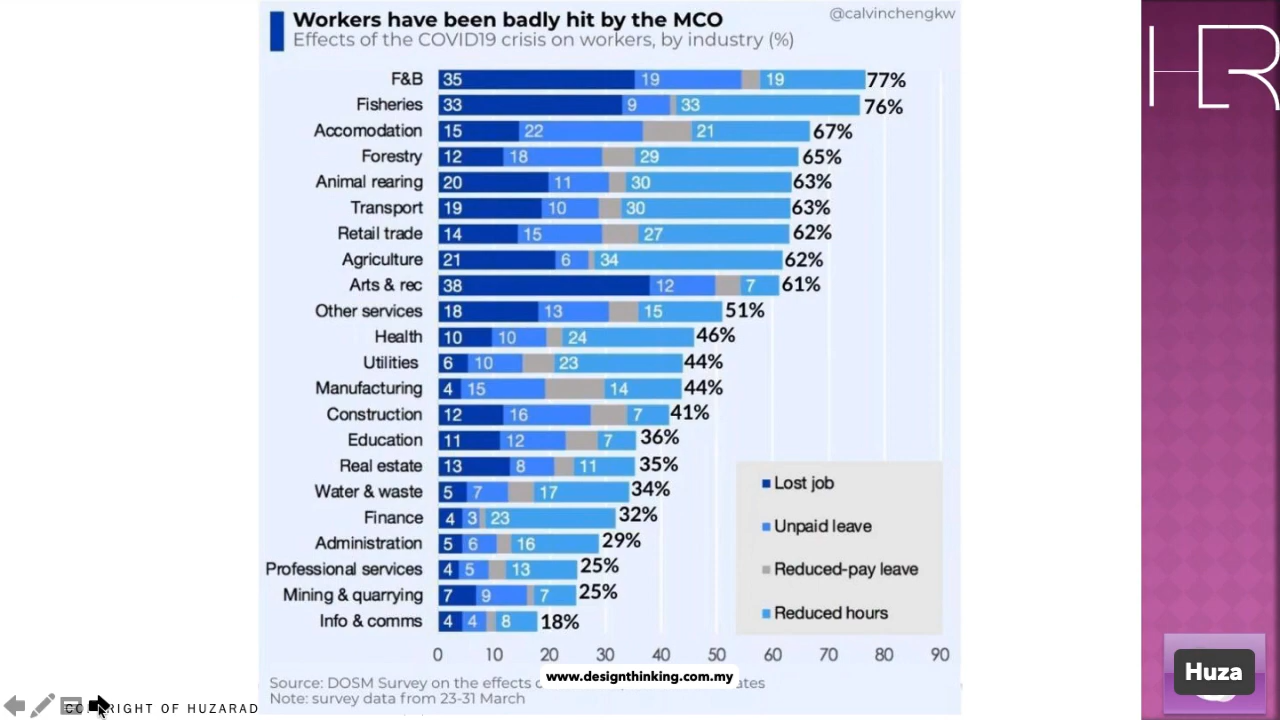 Workers have been badly hit by the MCO
@calvinchengkw
Effects of the COVID19 crisis on workers, by industry (%)
F&B 35 19 19 77%
Fisheries 33 9 33 76%
Accomodation 15 22 21 67%
Forestry 12 18 29 65%
Animal rearing 20 11 30 63%
Transport 19 10 30 63%
Retail trade 14 15 27 62%
Agriculture 21 6 34 62%
Arts & rec 38 12 7 61%
Other services 18 13 15 51%
Health 10 10 24 46%
Utilities 6 10 23 44%
Manufacturing 4 15 14 44%
Construction 12 16 7 41%
Education 11 12 7 36%
Real estate 13 8 11 35%
Water & waste 5 7 17 34%
Finance 4 3 23 32%
Administration 5 6 16 29%
Professional services 4 5 13 25%
Mining & quarrying 7 9 7 25%
Info & comms 4 4 8 18%
0 10 20 30 40 50 60 70 80 90
Lost job
Unpaid leave
Reduced-pay leave
Reduced hours
Source: DOSM Survey on the effects
www.designthinking.com.my
Note: survey data from 23-31 March
OF HUZARAD
HR
Huza